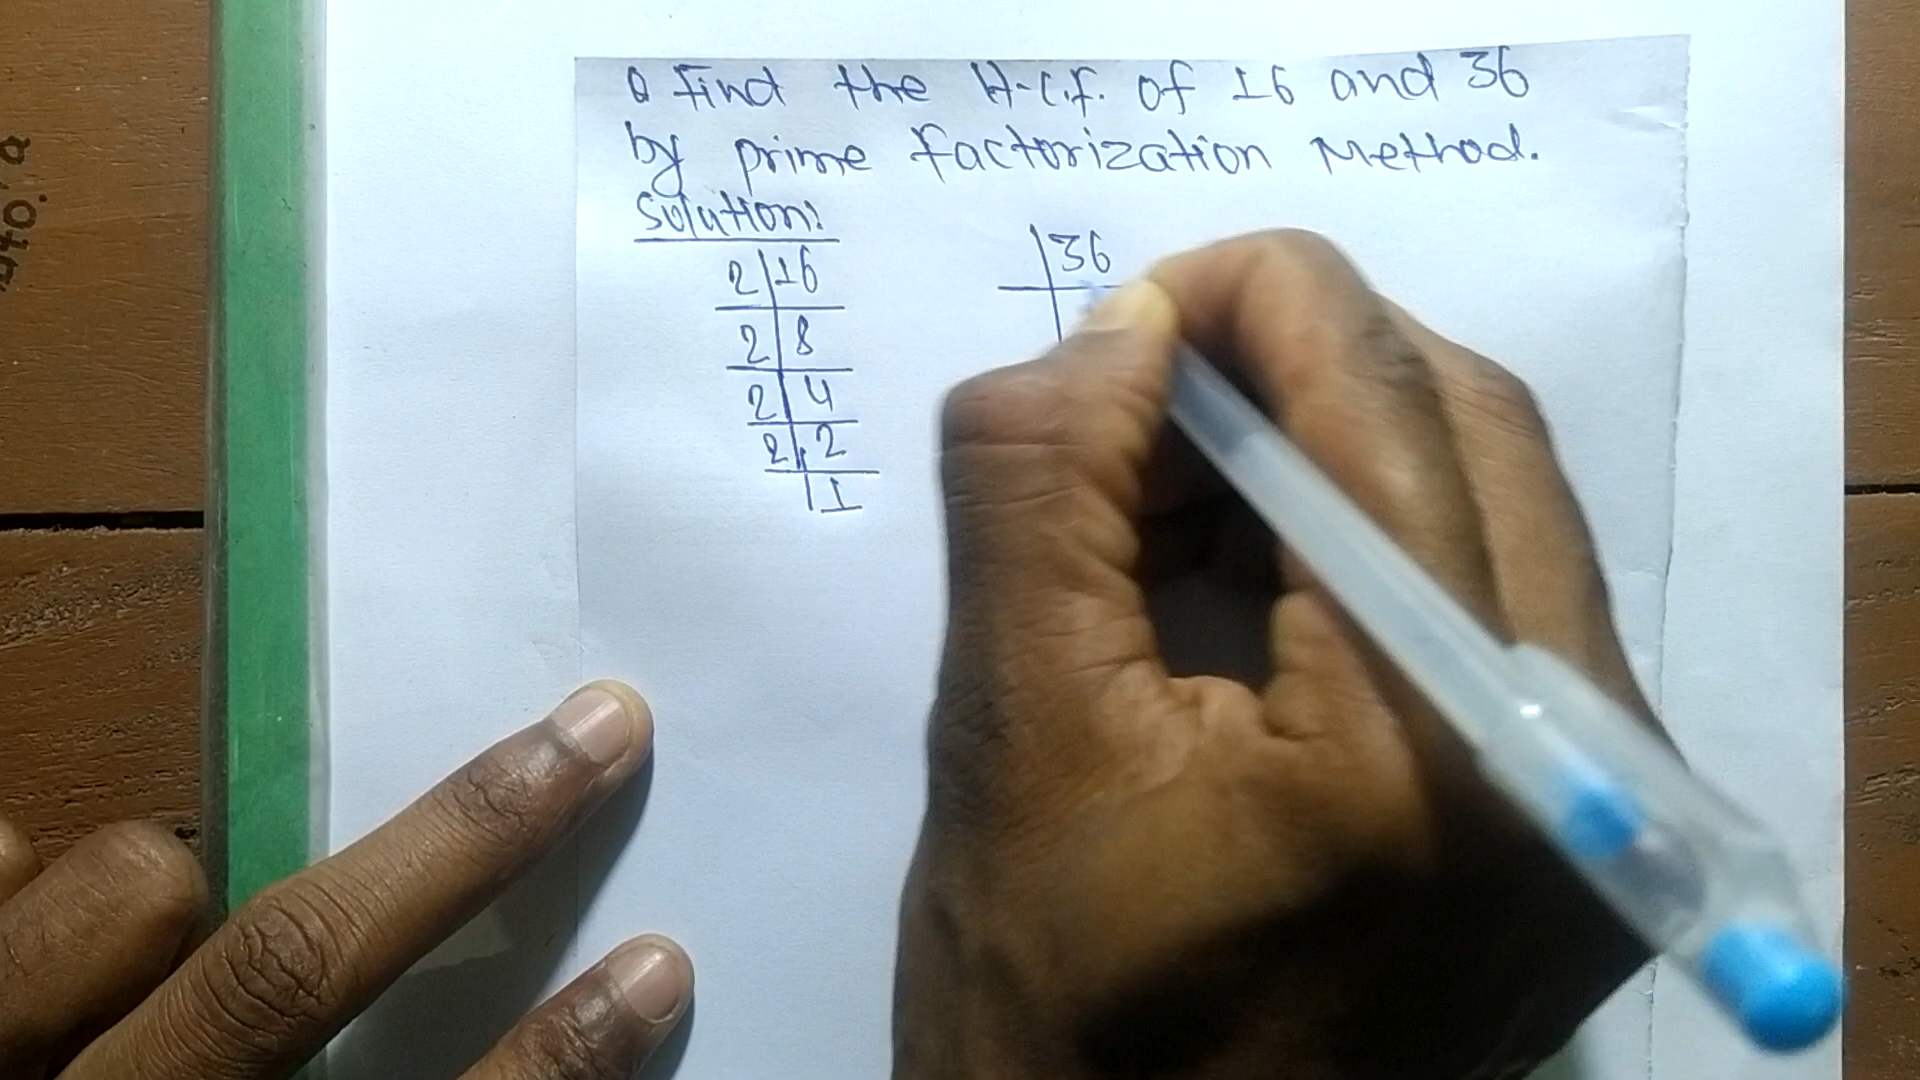 Q Find the H.C.F. of 16 and 36
by prime factorization Method.
Solution:
2 16
2 8
2 4
2 2
1
36